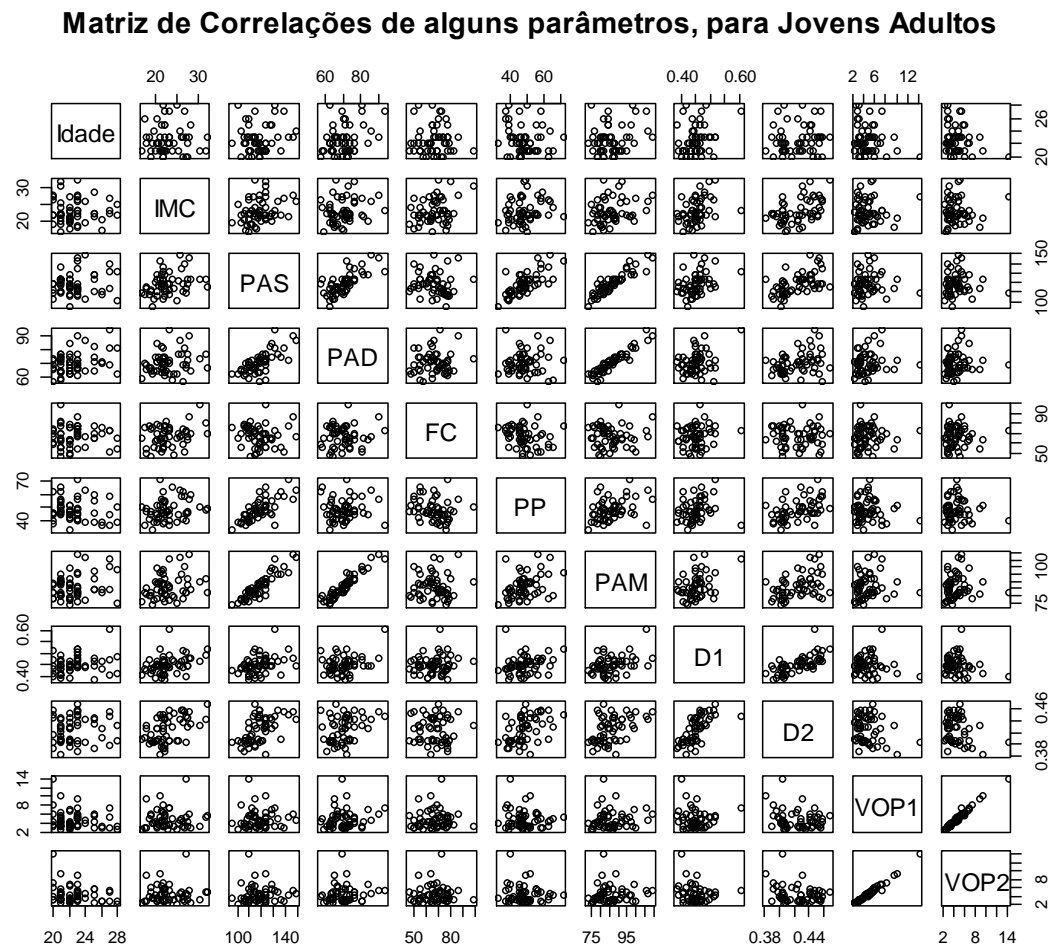 Matriz de Correlações de alguns parâmetros, para Jovens Adultos
20 30 60 80 40 60 0.40 0.60 2 6 12
Idade 20 24 28
20 30 IMC
PAS 100 150
60 90 PAD
FC 50 90
40 70 PP
PAM 75 100
0.40 0.60 D1
D2 0.38 0.46
2 8 14 VOP1
VOP2 2 8
20 24 28 100 140 50 80 75 95 0.38 0.44 2 8 14